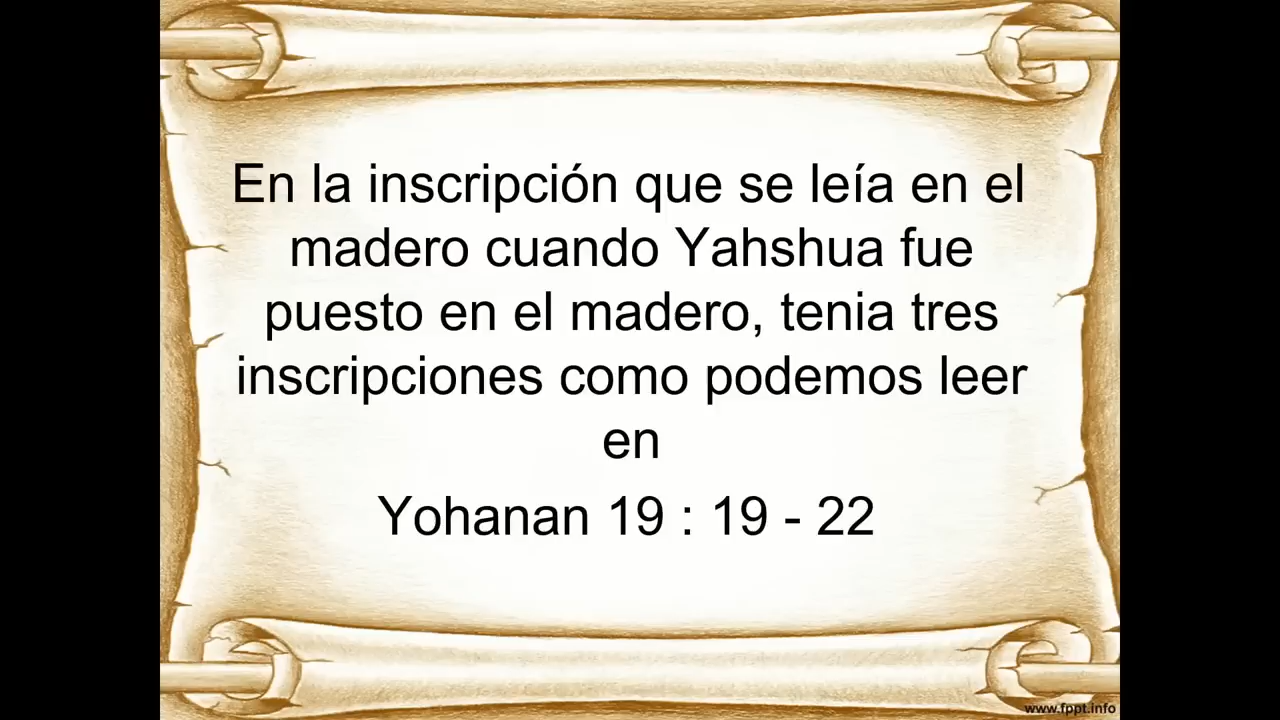 En la inscripción que se leía en el
madero cuando Yahshua fue
puesto en el madero, tenia tres
inscripciones como podemos leer
en
Yohanan 19 : 19 - 22
www.fppt.info